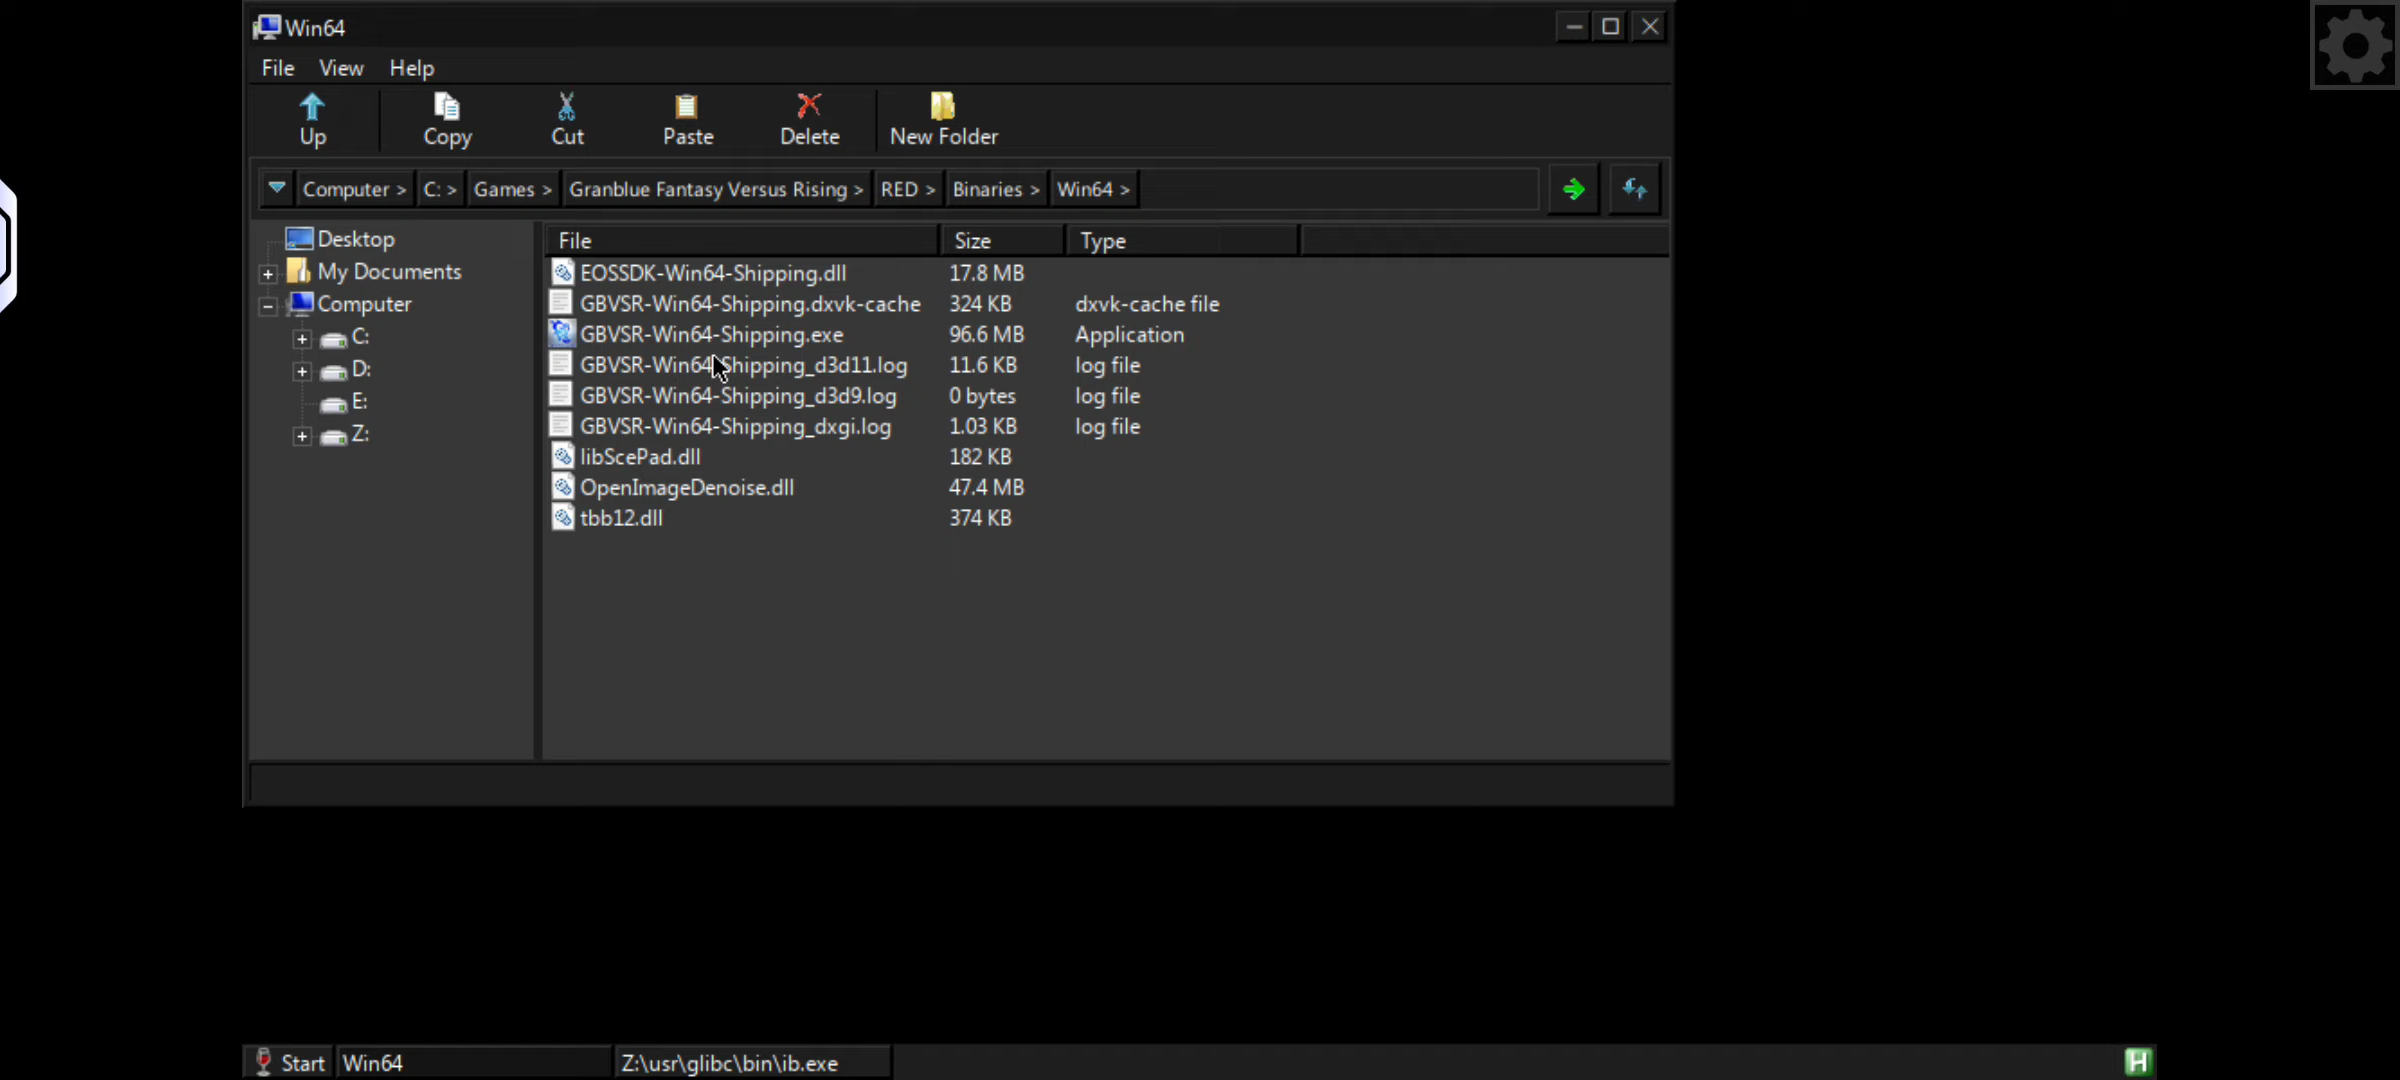 Win64
File View Help
Up Copy Cut Paste Delete New Folder
Computer > C: > Games > Granblue Fantasy Versus Rising > RED > Binaries > Win64 >
Desktop
My Documents
Computer
C:
D:
E:
Z:
File Size Type
EOSSDK-Win64-Shipping.dll 17.8 MB
GBVSR-Win64-Shipping.dxvk-cache 324 KB dxvk-cache file
GBVSR-Win64-Shipping.exe 96.6 MB Application
GBVSR-Win64-Shipping_d3d11.log 11.6 KB log file
GBVSR-Win64-Shipping_d3d9.log 0 bytes log file
GBVSR-Win64-Shipping_dxgi.log 1.03 KB log file
libScePad.dll 182 KB
OpenImageDenoise.dll 47.4 MB
tbb12.dll 374 KB
Start Win64 Z:\usr\glibc\bin\ib.exe H